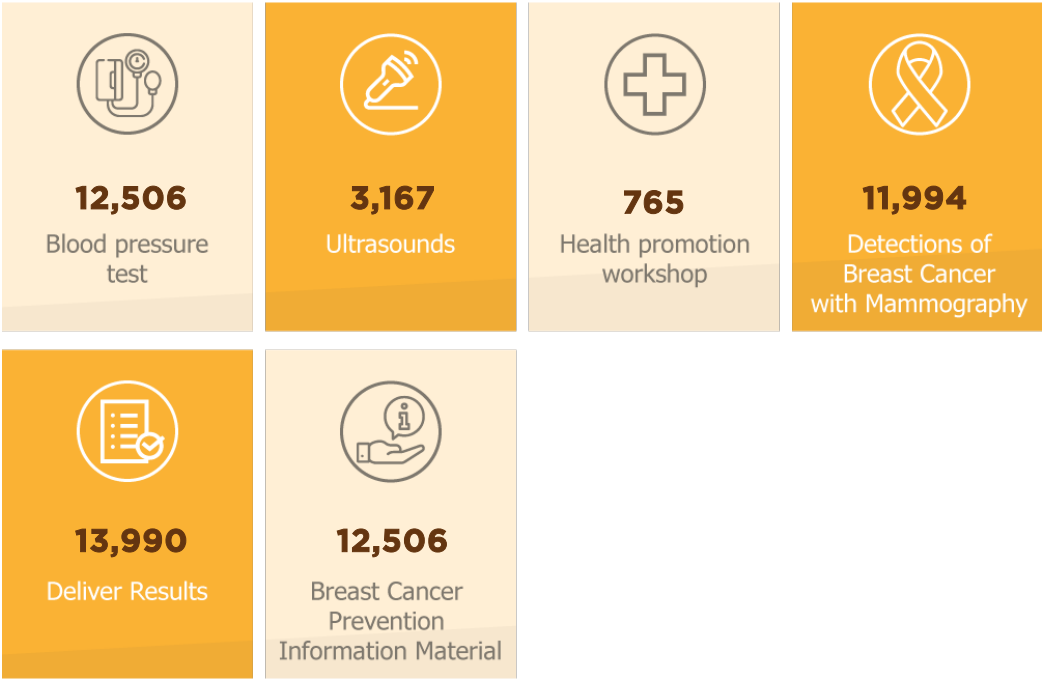 12,506
Blood pressure
test
3,167
Ultrasounds
765
Health promotion
workshop
11,994
Detections of
Breast Cancer
with Mammography
13,990
Deliver Results
12,506
Breast Cancer
Prevention
Information Material